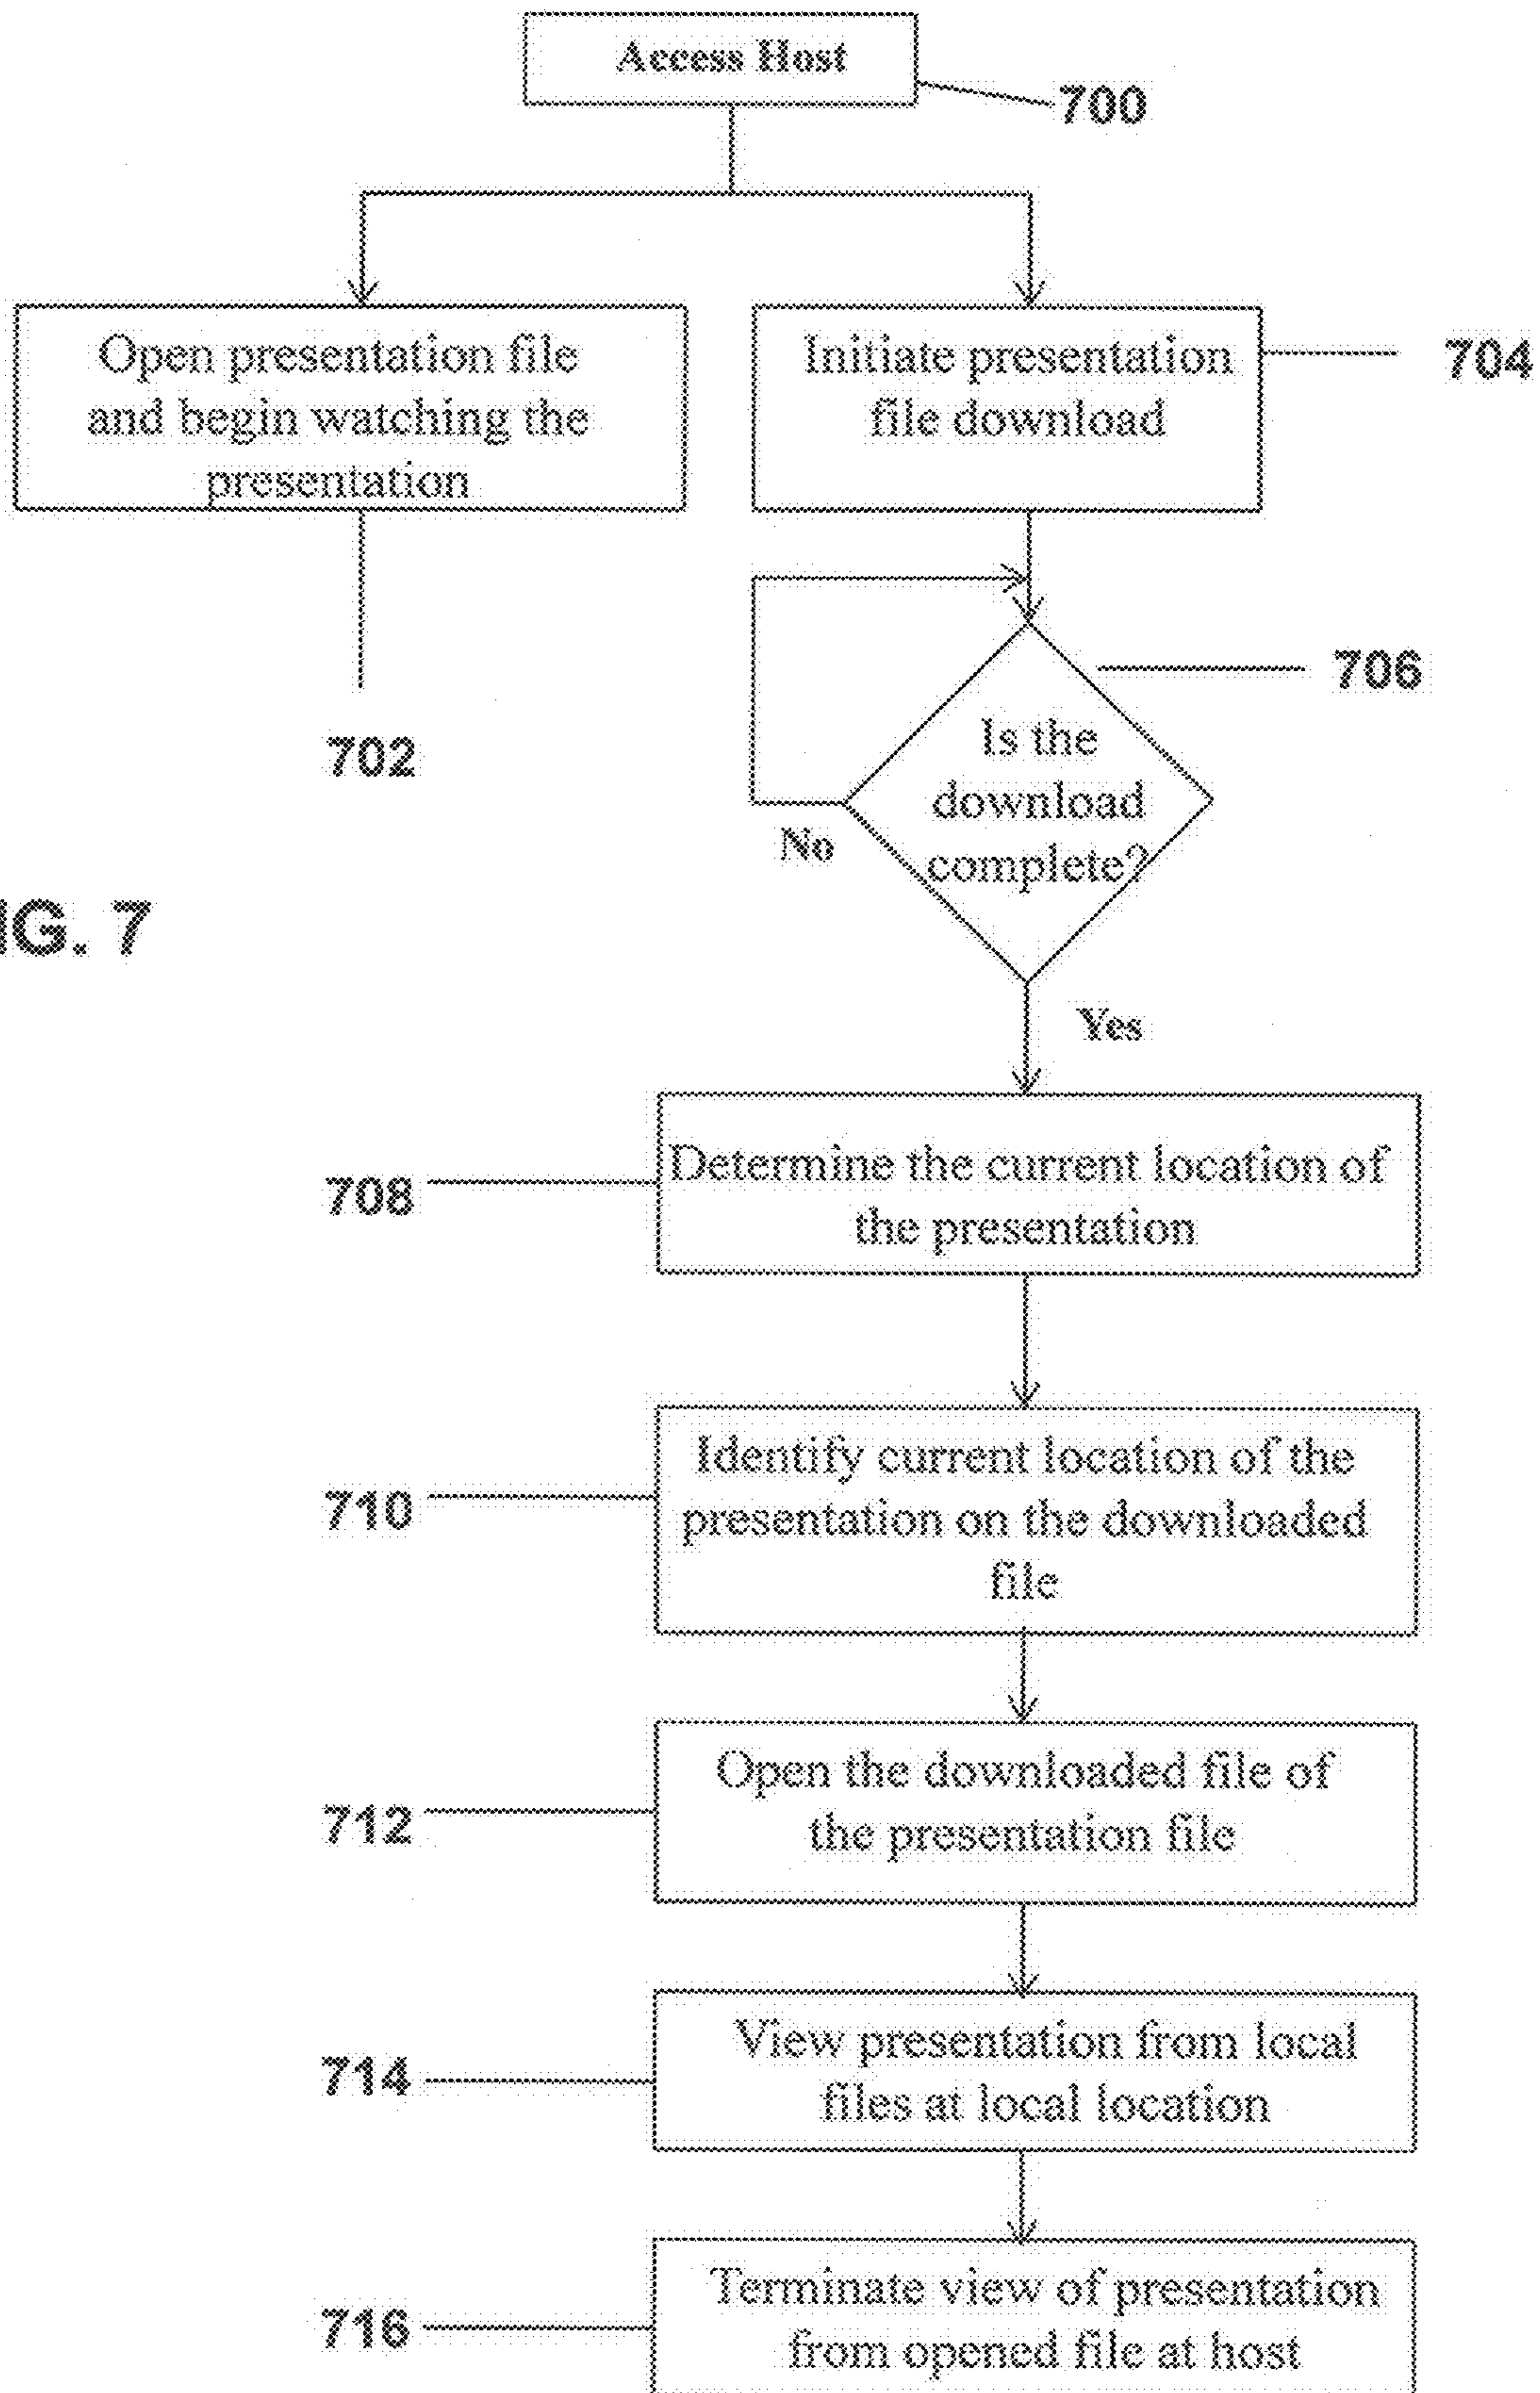 Access Host
700
Open presentation file
and begin watching the
presentation
Initiate presentation
file download
704
706
Is the
download
complete?
702
No
IG. 7
Yes
708
Determine the current location of
the presentation
710
Identify current location of the
presentation on the downloaded
file
712
Open the downloaded file of
the presentation file
714
View presentation from local
files at local location
716
Terminate view of presentation
from opened file at host